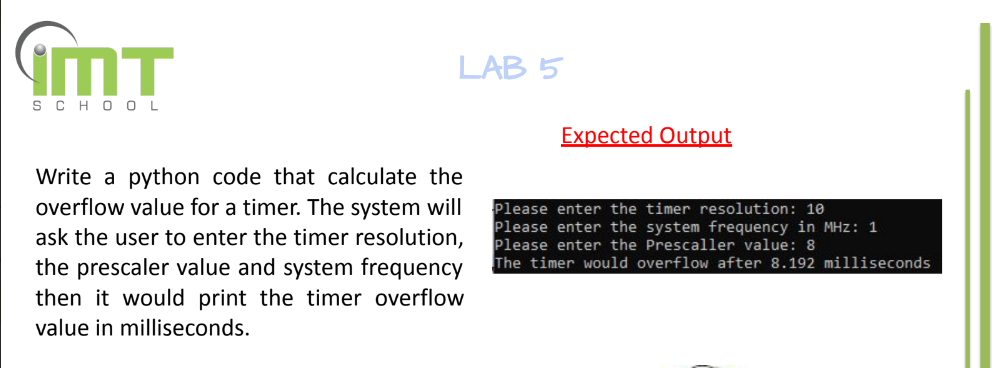 iMT
SCHOOL
LAB 5
Expected Output
Write a python code that calculate the
overflow value for a timer. The system will
ask the user to enter the timer resolution,
the prescaler value and system frequency
then it would print the timer overflow
value in milliseconds.
Please enter the timer resolution: 10
Please enter the system frequency in MHz: 1
Please enter the Prescaller value: 8
The timer would overflow after 8.192 milliseconds